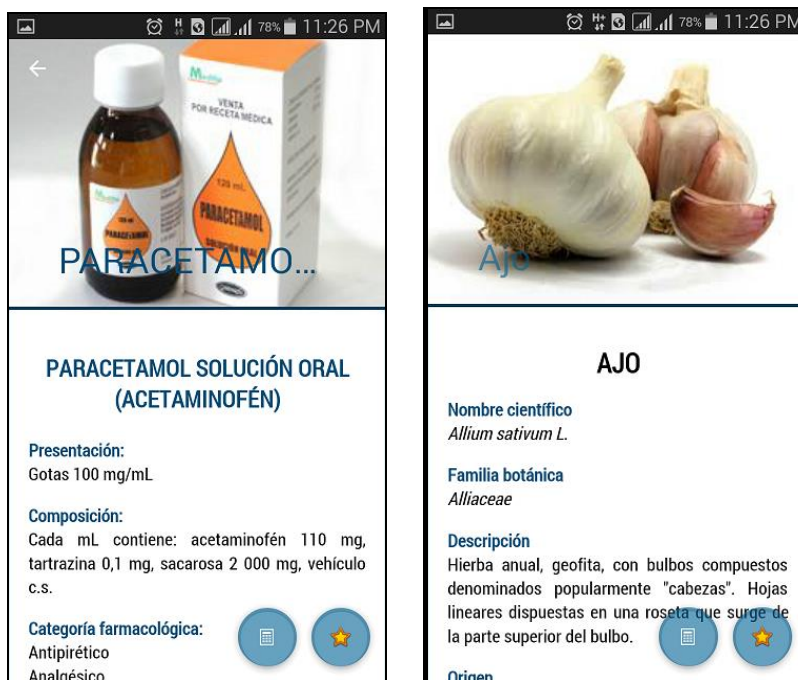 78% 11:26 PM
VENTA
POR RECETA MEDICA
120 mL.
PARACETAMOL
PARACETAMOL
PARACETAMO...
PARACETAMOL SOLUCIÓN ORAL
(ACETAMINOFÉN)
Presentación:
Gotas 100 mg/mL
Composición:
Cada mL contiene: acetaminofén 110 mg,
tartrazina 0,1 mg, sacarosa 2 000 mg, vehículo
c.s.
Categoría farmacológica:
Antipirético
Analgésico
H+ 78% 11:26 PM
Ajo
AJO
Nombre científico
Allium sativum L.
Familia botánica
Alliaceae
Descripción
Hierba anual, geofita, con bulbos compuestos
denominados popularmente "cabezas". Hojas
lineares dispuestas en una roseta que surge de
la parte superior del bulbo.
Origen